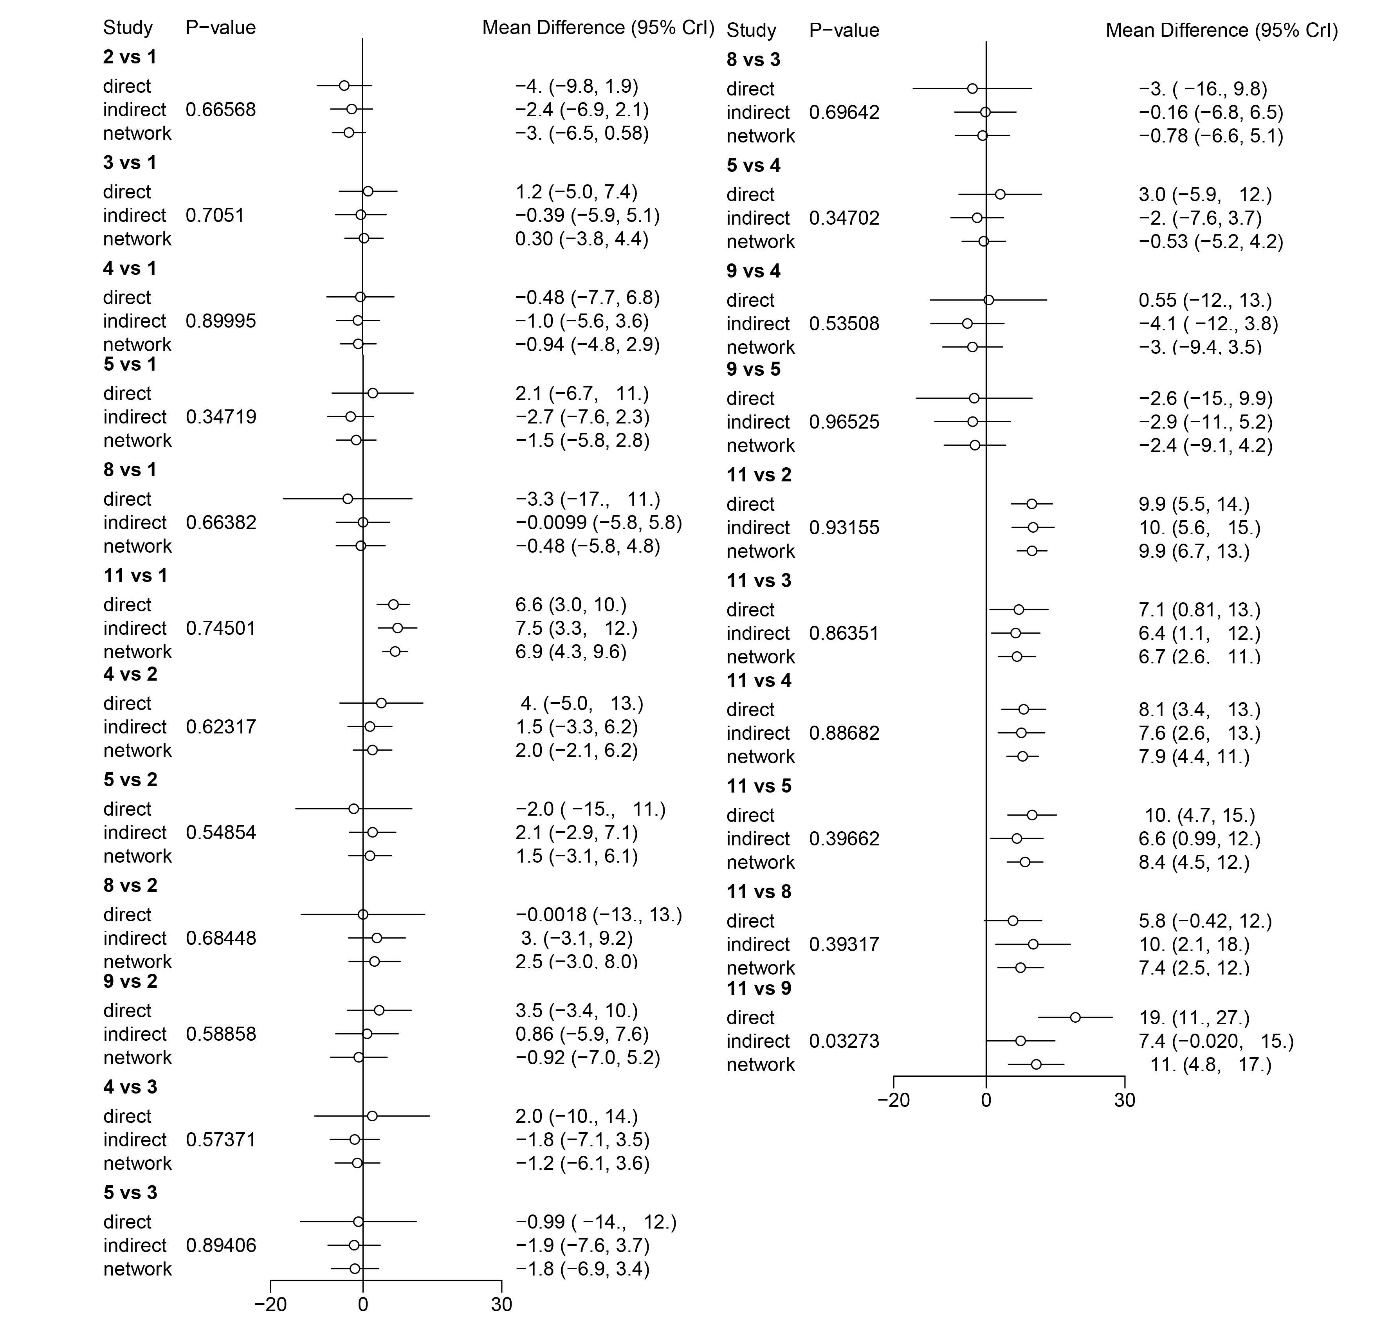 Study P−value Mean Difference (95% CrI)
2 vs 1
direct −4. (−9.8, 1.9)
indirect 0.66568 −2.4 (−6.9, 2.1)
network −3. (−6.5, 0.58)
3 vs 1
direct 1.2 (−5.0, 7.4)
indirect 0.7051 −0.39 (−5.9, 5.1)
network 0.30 (−3.8, 4.4)
4 vs 1
direct −0.48 (−7.7, 6.8)
indirect 0.89995 −1.0 (−5.6, 3.6)
network −0.94 (−4.8, 2.9)
5 vs 1
direct 2.1 (−6.7, 11.)
indirect 0.34719 −2.7 (−7.6, 2.3)
network −1.5 (−5.8, 2.8)
8 vs 1
direct −3.3 (−17., 11.)
indirect 0.66382 −0.0099 (−5.8, 5.8)
network −0.48 (−5.8, 4.8)
11 vs 1
direct 6.6 (3.0, 10.)
indirect 0.74501 7.5 (3.3, 12.)
network 6.9 (4.3, 9.6)
4 vs 2
direct 4. (−5.0, 13.)
indirect 0.62317 1.5 (−3.3, 6.2)
network 2.0 (−2.1, 6.2)
5 vs 2
direct −2.0 ( −15., 11.)
indirect 0.54854 2.1 (−2.9, 7.1)
network 1.5 (−3.1, 6.1)
8 vs 2
direct −0.0018 (−13., 13.)
indirect 0.68448 3. (−3.1, 9.2)
network 2.5 (−3.0, 8.0)
9 vs 2
direct 3.5 (−3.4, 10.)
indirect 0.58858 0.86 (−5.9, 7.6)
network −0.92 (−7.0, 5.2)
4 vs 3
direct 2.0 (−10., 14.)
indirect 0.57371 −1.8 (−7.1, 3.5)
network −1.2 (−6.1, 3.6)
5 vs 3
direct −0.99 ( −14., 12.)
indirect 0.89406 −1.9 (−7.6, 3.7)
network −1.8 (−6.9, 3.4)
−20 0 30
Study P−value Mean Difference (95% CrI)
8 vs 3
direct −3. ( −16., 9.8)
indirect 0.69642 −0.16 (−6.8, 6.5)
network −0.78 (−6.6, 5.1)
5 vs 4
direct 3.0 (−5.9, 12.)
indirect 0.34702 −2. (−7.6, 3.7)
network −0.53 (−5.2, 4.2)
9 vs 4
direct 0.55 (−12., 13.)
indirect 0.53508 −4.1 ( −12., 3.8)
network −3. (−9.4, 3.5)
9 vs 5
direct −2.6 (−15., 9.9)
indirect 0.96525 −2.9 (−11., 5.2)
network −2.4 (−9.1, 4.2)
11 vs 2
direct 9.9 (5.5, 14.)
indirect 0.93155 10. (5.6, 15.)
network 9.9 (6.7, 13.)
11 vs 3
direct 7.1 (0.81, 13.)
indirect 0.86351 6.4 (1.1, 12.)
network 6.7 (2.6, 11.)
11 vs 4
direct 8.1 (3.4, 13.)
indirect 0.88682 7.6 (2.6, 13.)
network 7.9 (4.4, 11.)
11 vs 5
direct 10. (4.7, 15.)
indirect 0.39662 6.6 (0.99, 12.)
network 8.4 (4.5, 12.)
11 vs 8
direct 5.8 (−0.42, 12.)
indirect 0.39317 10. (2.1, 18.)
network 7.4 (2.5, 12.)
11 vs 9
direct 19. (11., 27.)
indirect 0.03273 7.4 (−0.020, 15.)
network 11. (4.8, 17.)
−20 0 30